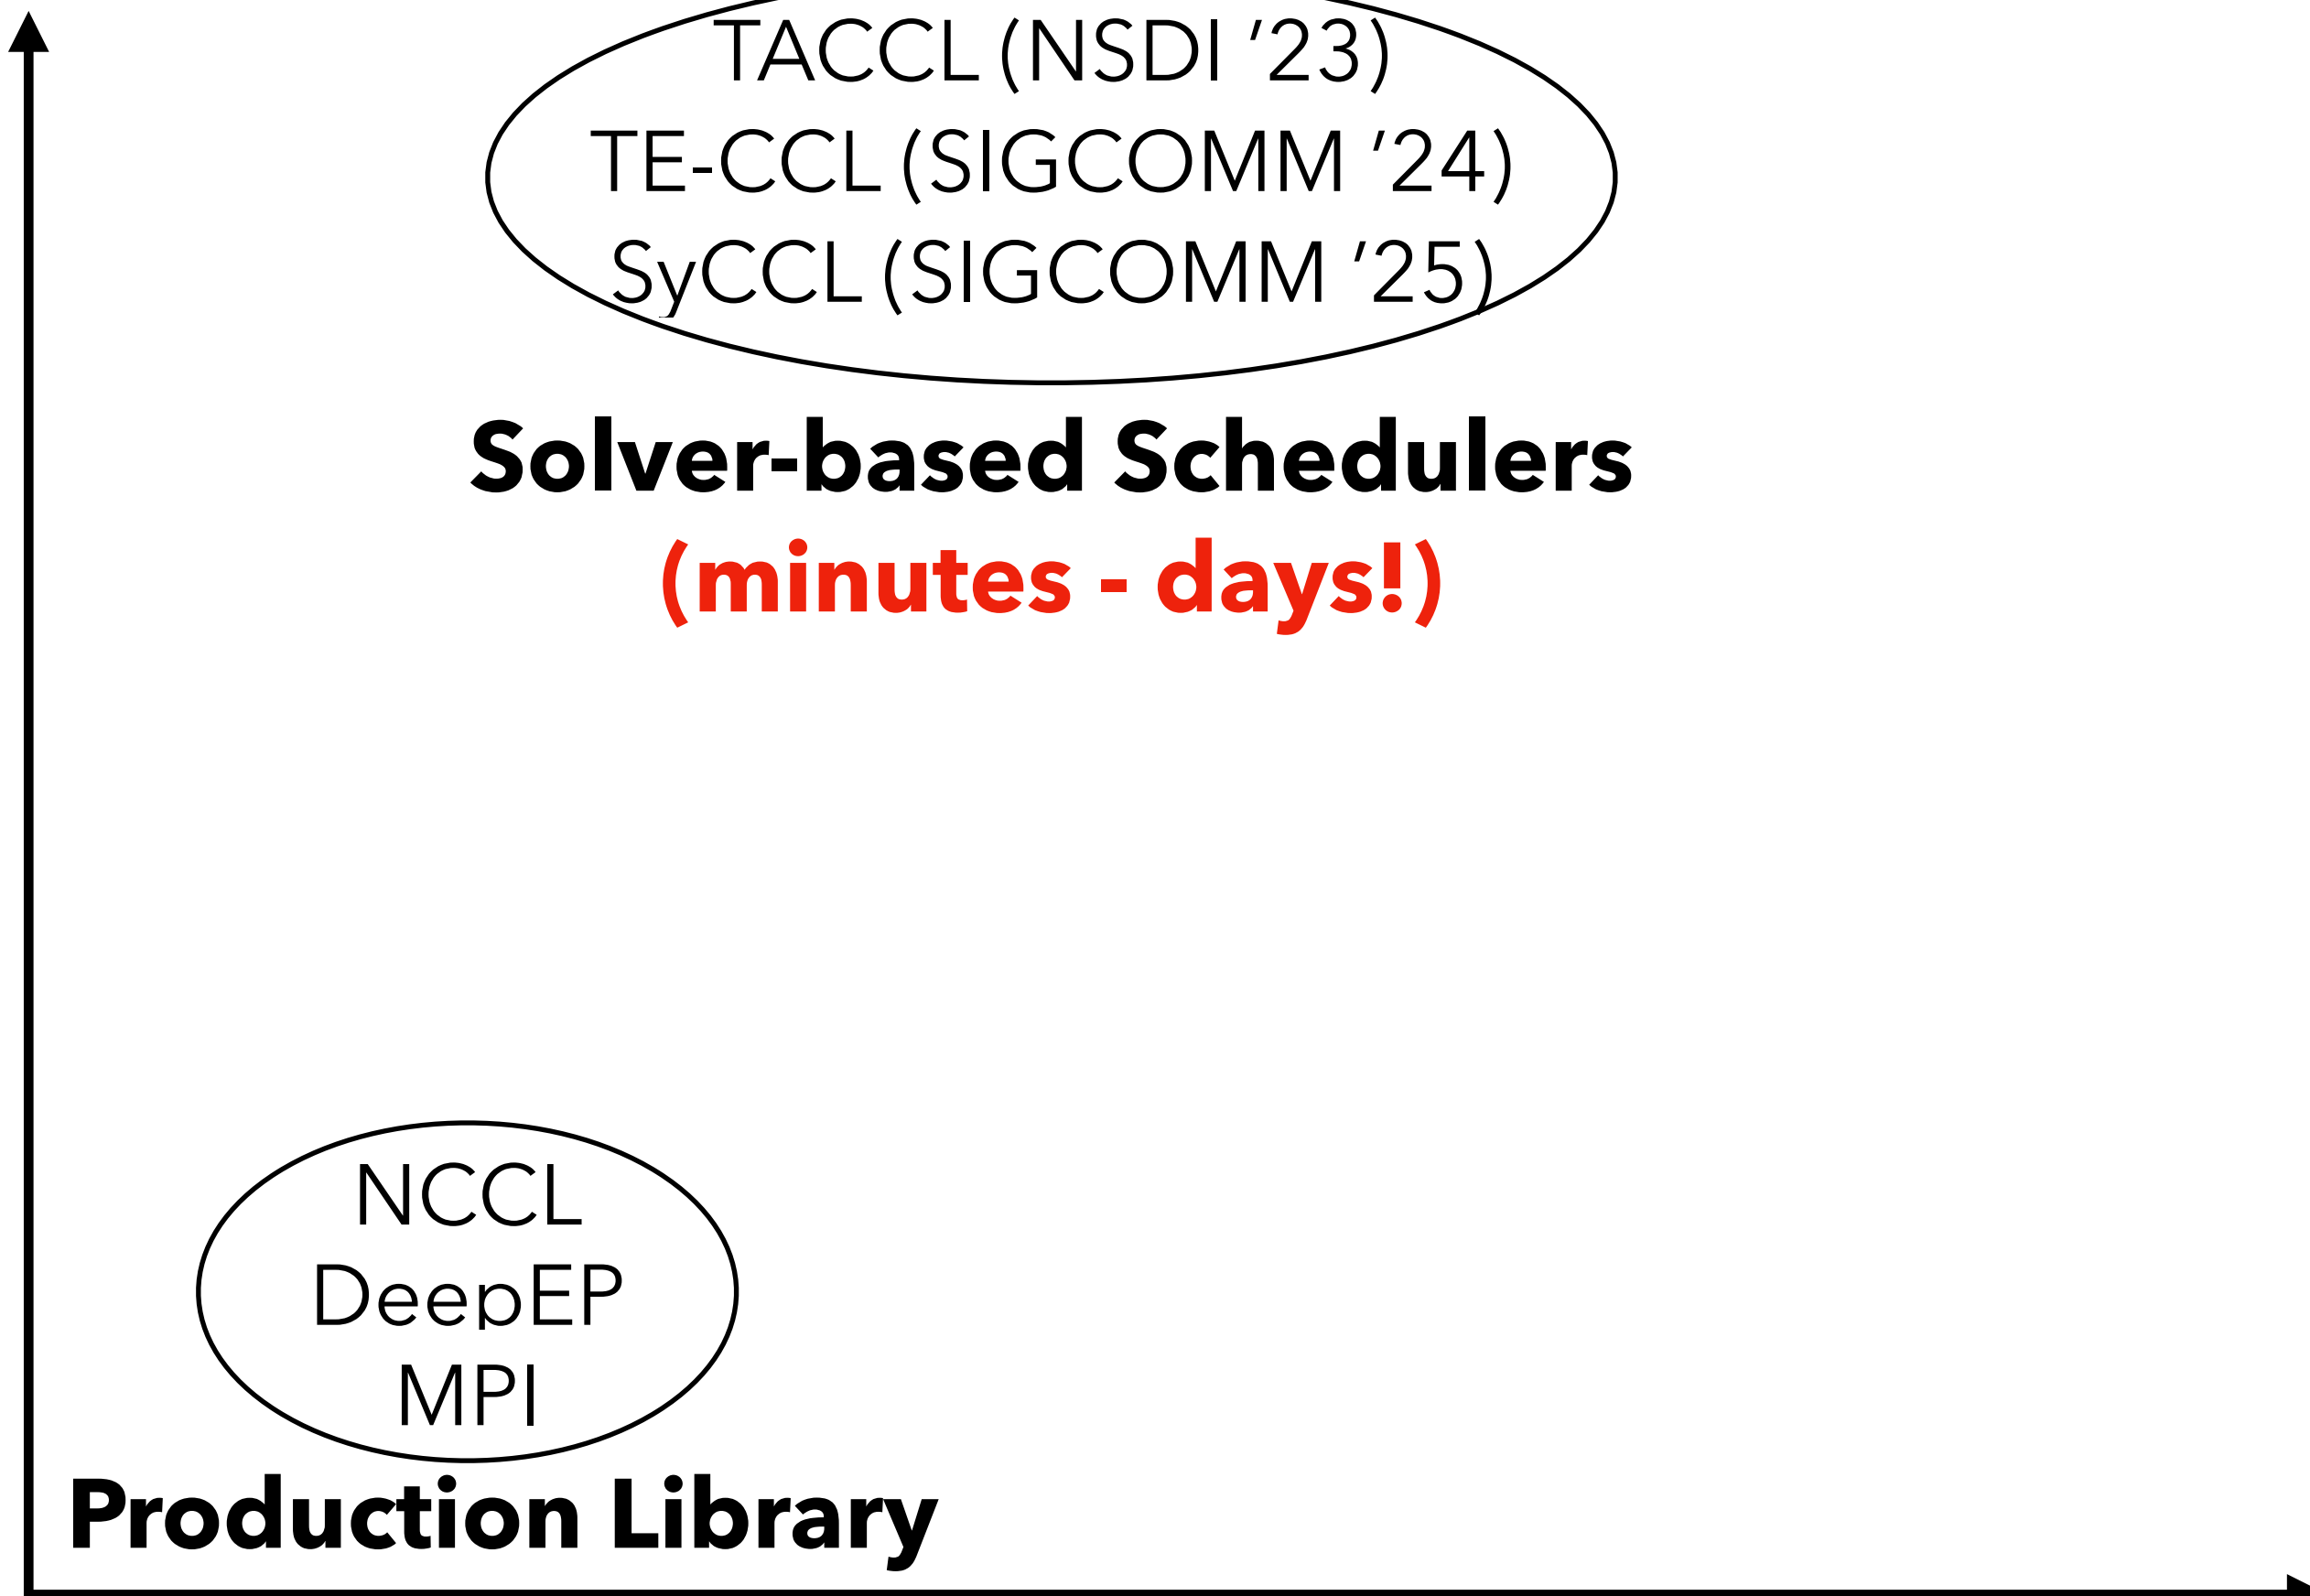 TACCL (NSDI ‘23)
TE-CCL (SIGCOMM ‘24)
SyCCL (SIGCOMM ‘25)
Solver-based Schedulers
(minutes - days!)
NCCL
DeepEP
MPI
Production Library